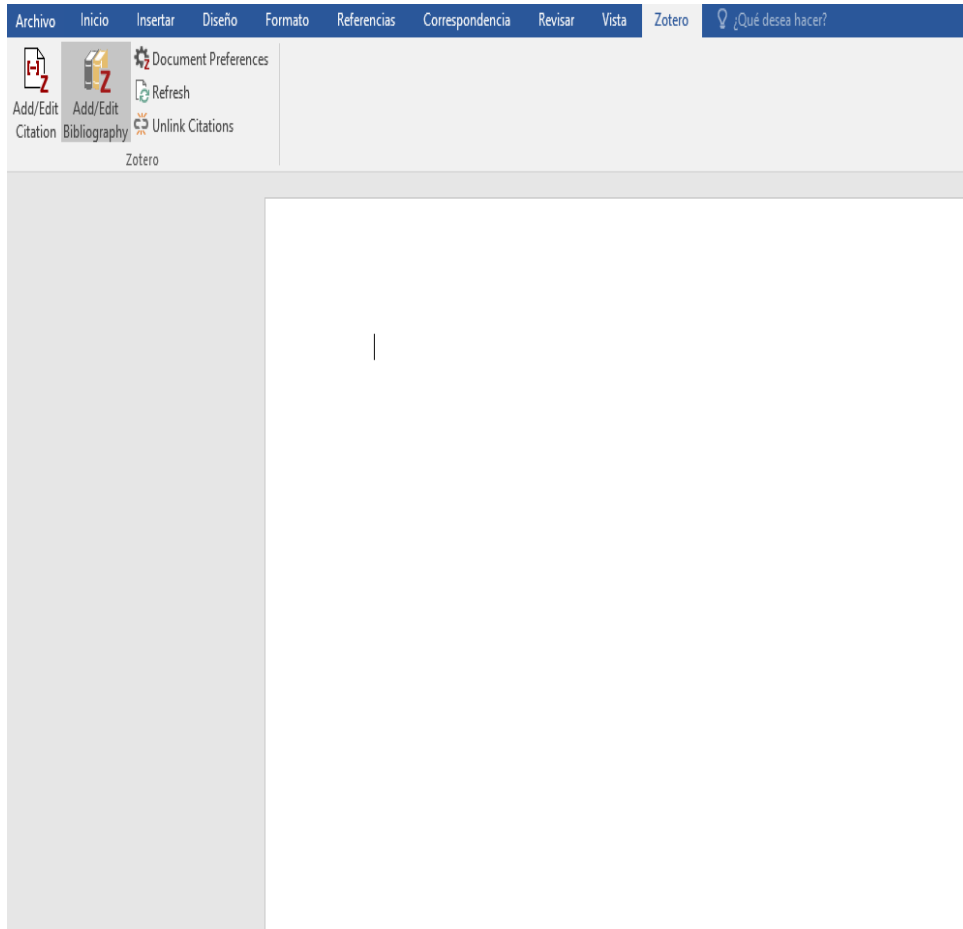 Archivo Inicio Insertar Diseño Formato Referencias Correspondencia Revisar Vista Zotero ¿Qué desea hacer?
[-] Z Z Z Document Preferences
Refresh
Add/Edit Add/Edit
Citation Bibliography Unlink Citations
Zotero